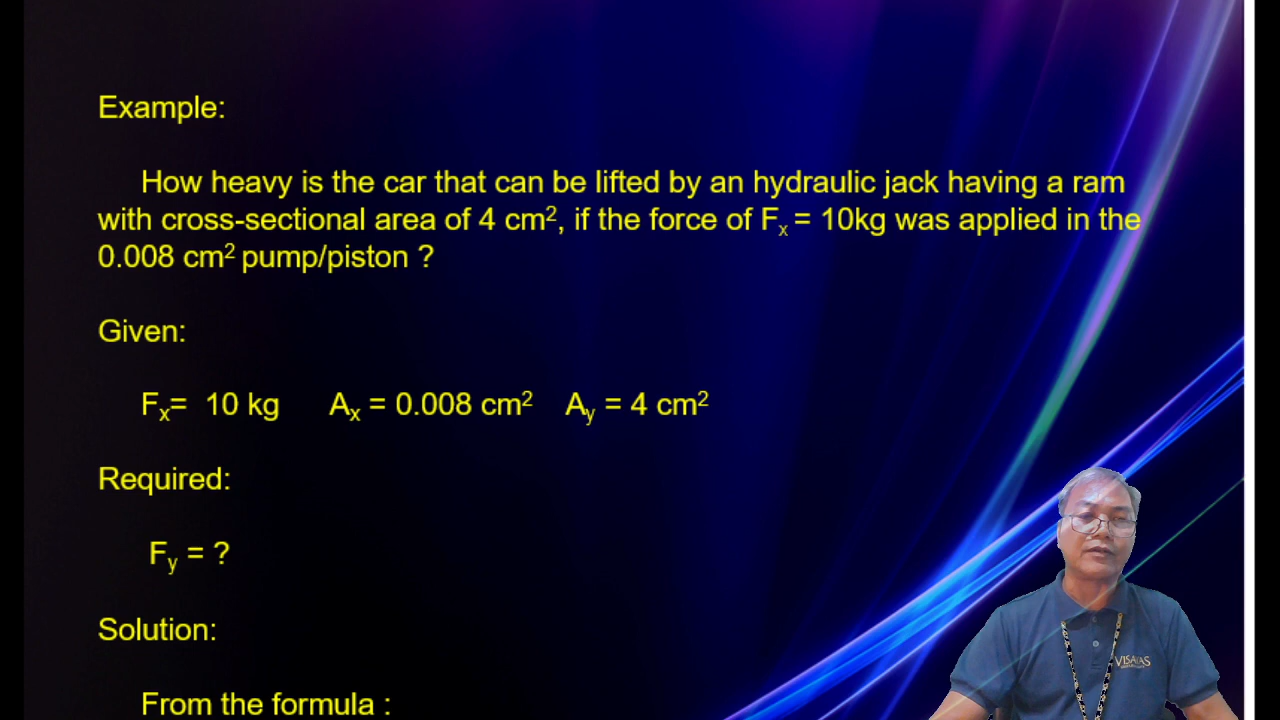 Example:
How heavy is the car that can be lifted by an hydraulic jack having a ram
with cross-sectional area of 4 cm², if the force of Fₓ = 10kg was applied in the
0.008 cm² pump/piston ?
Given:
Fₓ=  10 kg  Aₓ = 0.008 cm²  Aᵧ = 4 cm²
Required:
Fᵧ = ?
Solution:
From the formula :
VISAYAS